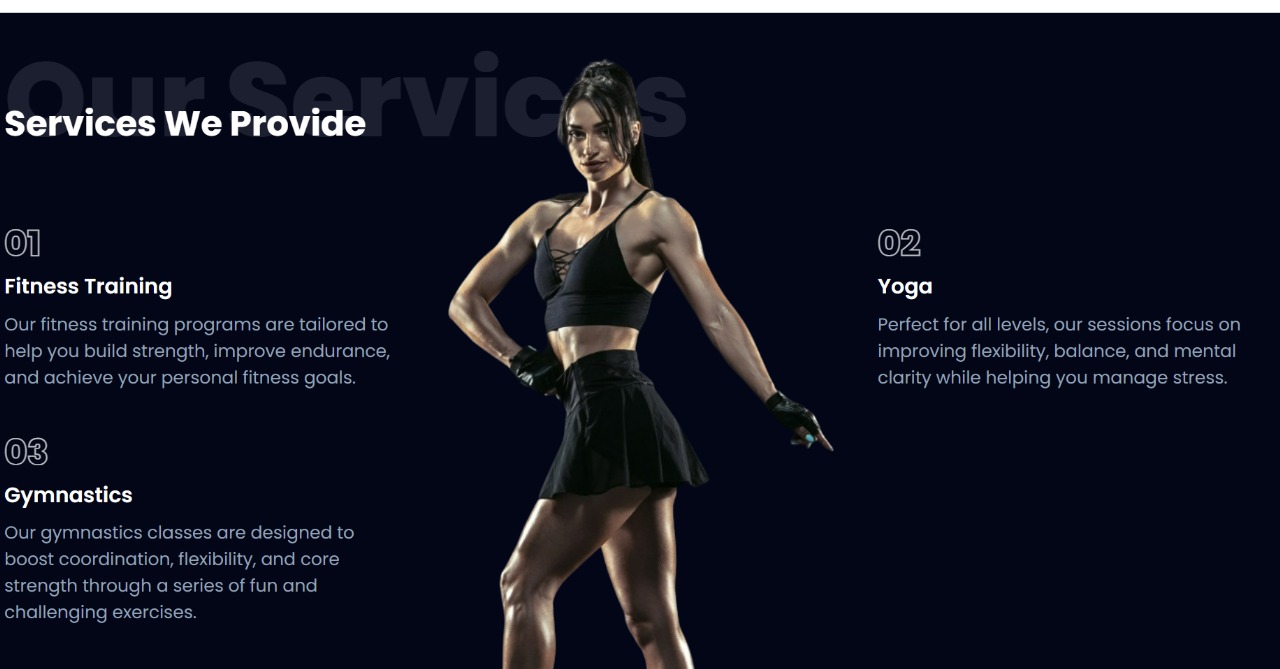 Our Services
Services We Provide
01
Fitness Training
Our fitness training programs are tailored to
help you build strength, improve endurance,
and achieve your personal fitness goals.
02
Yoga
Perfect for all levels, our sessions focus on
improving flexibility, balance, and mental
clarity while helping you manage stress.
03
Gymnastics
Our gymnastics classes are designed to
boost coordination, flexibility, and core
strength through a series of fun and
challenging exercises.